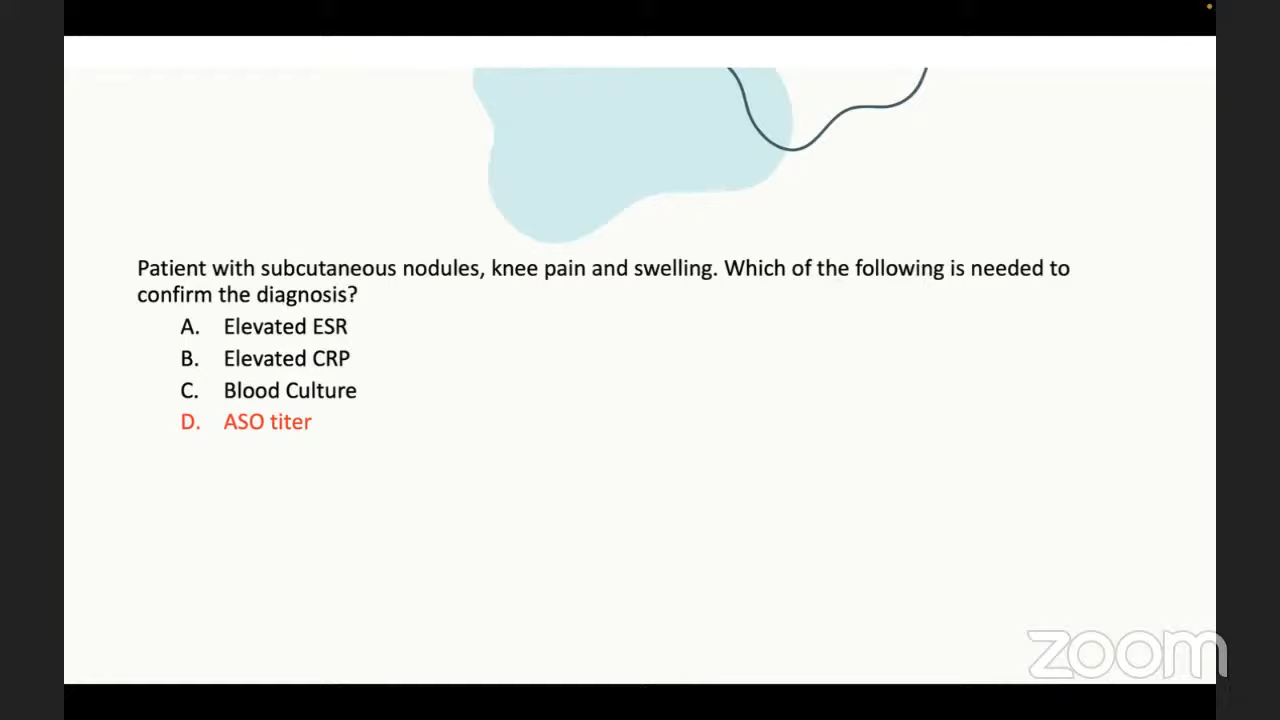 Patient with subcutaneous nodules, knee pain and swelling. Which of the following is needed to
confirm the diagnosis?
A. Elevated ESR
B. Elevated CRP
C. Blood Culture
D. ASO titer
zoom